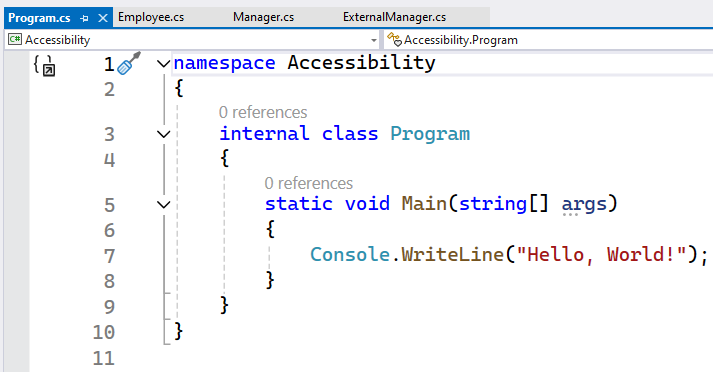 Program.cs Employee.cs Manager.cs ExternalManager.cs
C# Accessibility Accessibility.Program
1 namespace Accessibility
2 {
0 references
3 internal class Program
4 {
0 references
5 static void Main(string[] args)
6 {
7 Console.WriteLine("Hello, World!");
8 }
9 }
10 }
11